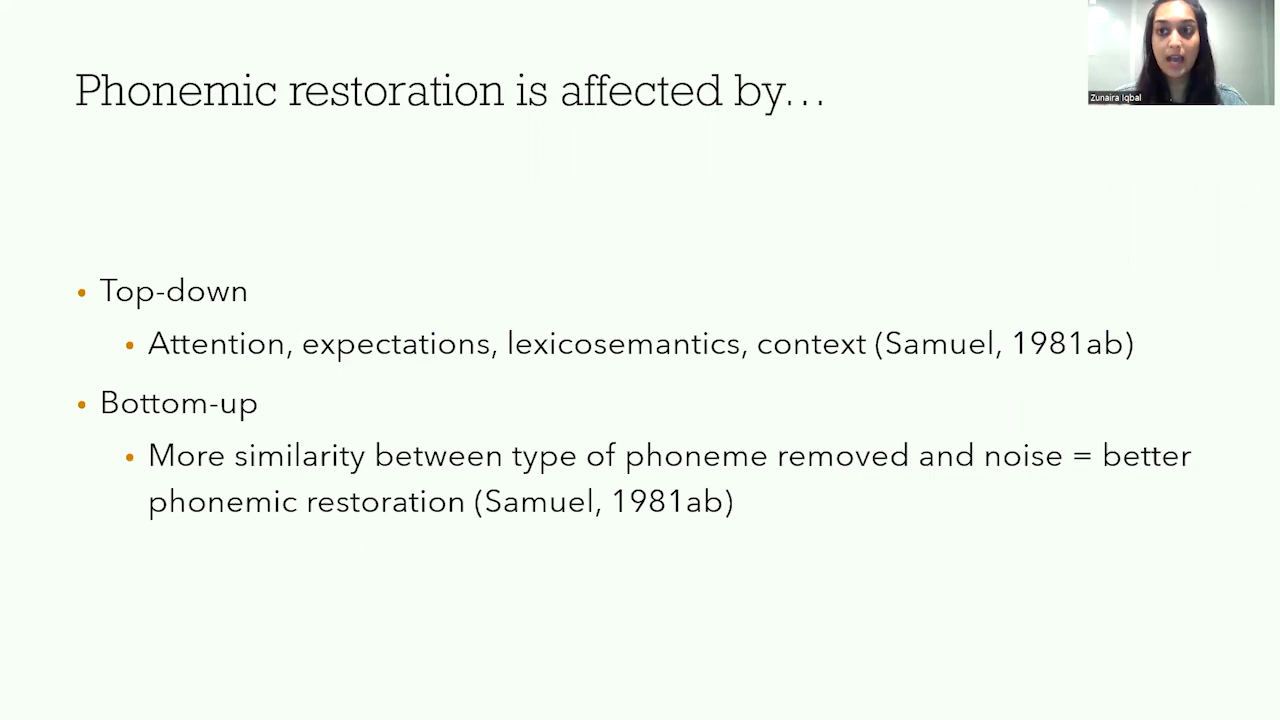 Phonemic restoration is affected by…
Zunaira Iqbal
• Top-down
• Attention, expectations, lexicosemantics, context (Samuel, 1981ab)
• Bottom-up
• More similarity between type of phoneme removed and noise = better
phonemic restoration (Samuel, 1981ab)